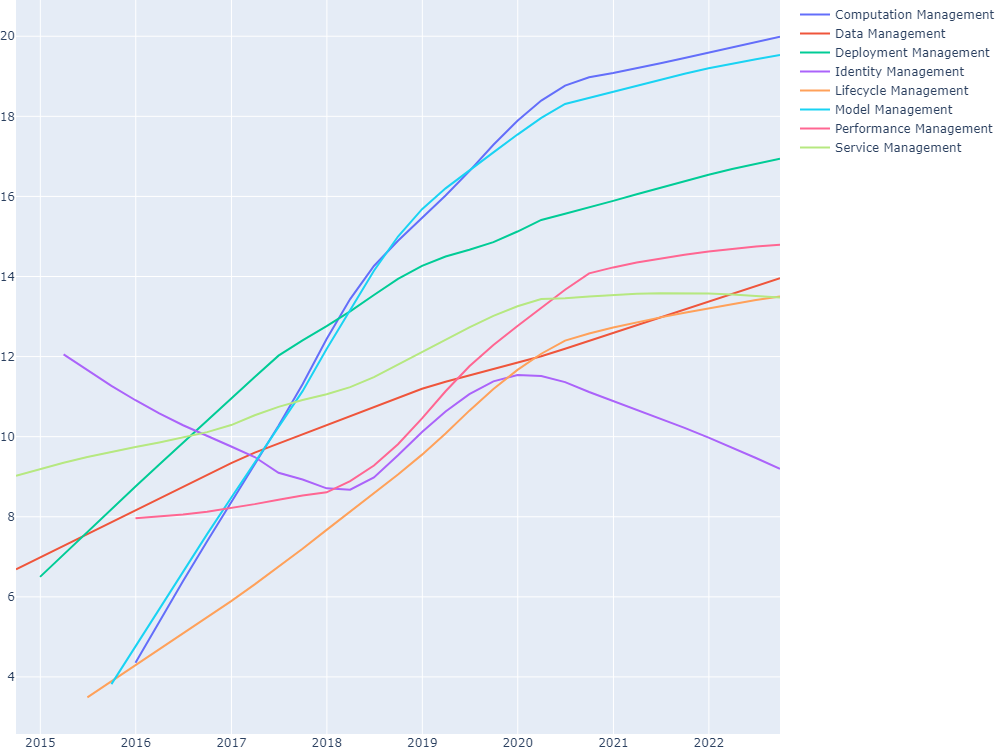 20
18
16
14
12
10
8
6
4
2015 2016 2017 2018 2019 2020 2021 2022
Computation Management
Data Management
Deployment Management
Identity Management
Lifecycle Management
Model Management
Performance Management
Service Management